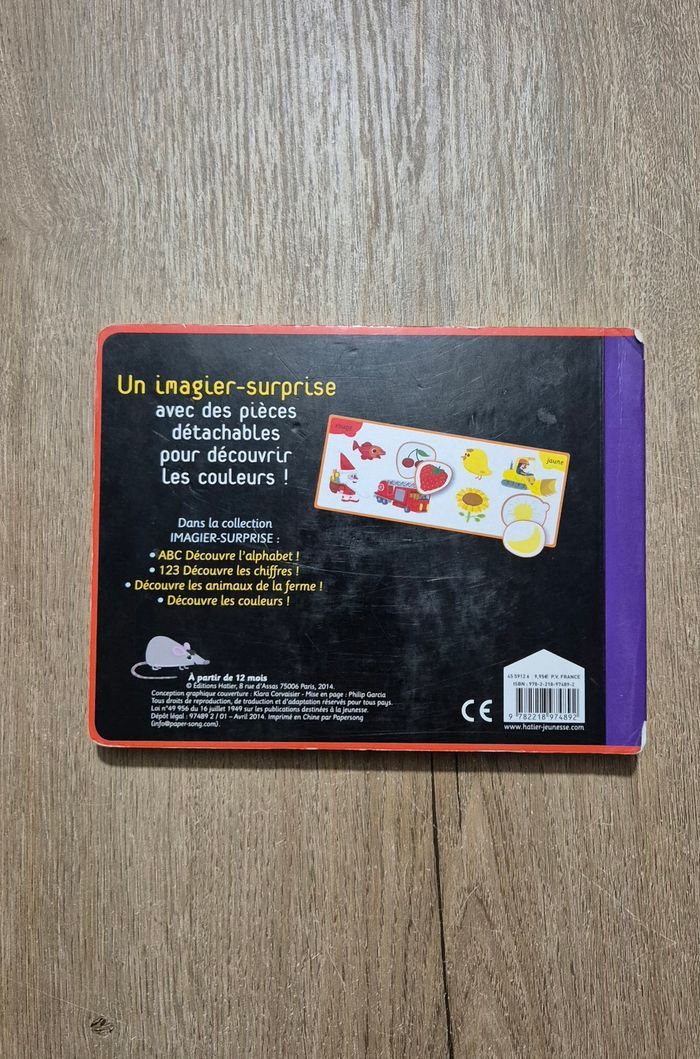 Un imagier-surprise
avec des pièces
détachables
pour découvrir
les couleurs !
rouge
jaune
Dans la collection
IMAGIER-SURPRISE :
• ABC Découvre l'alphabet !
• 123 Découvre les chiffres !
• Découvre les animaux de la ferme !
• Découvre les couleurs !
À partir de 12 mois
© Éditions Hatier, 8 rue d'Assas 75006 Paris, 2014.
Conception graphique couverture : Klara Corvaisier - Mise en page : Philip Garcia
Tous droits de reproduction, de traduction et d'adaptation réservés pour tous pays.
Loi n° 49 956 du 16 juillet 1949 sur les publications destinées à la jeunesse.
Dépôt légal : 97489 2 / 01 – Avril 2014. Imprimé en Chine par Papersong
(info@paper-song.com).
CE
45 5912 6 9,95€ P.V. FRANCE
ISBN : 978-2-218-97489-2
9 782218 974892
www.hatier-jeunesse.com